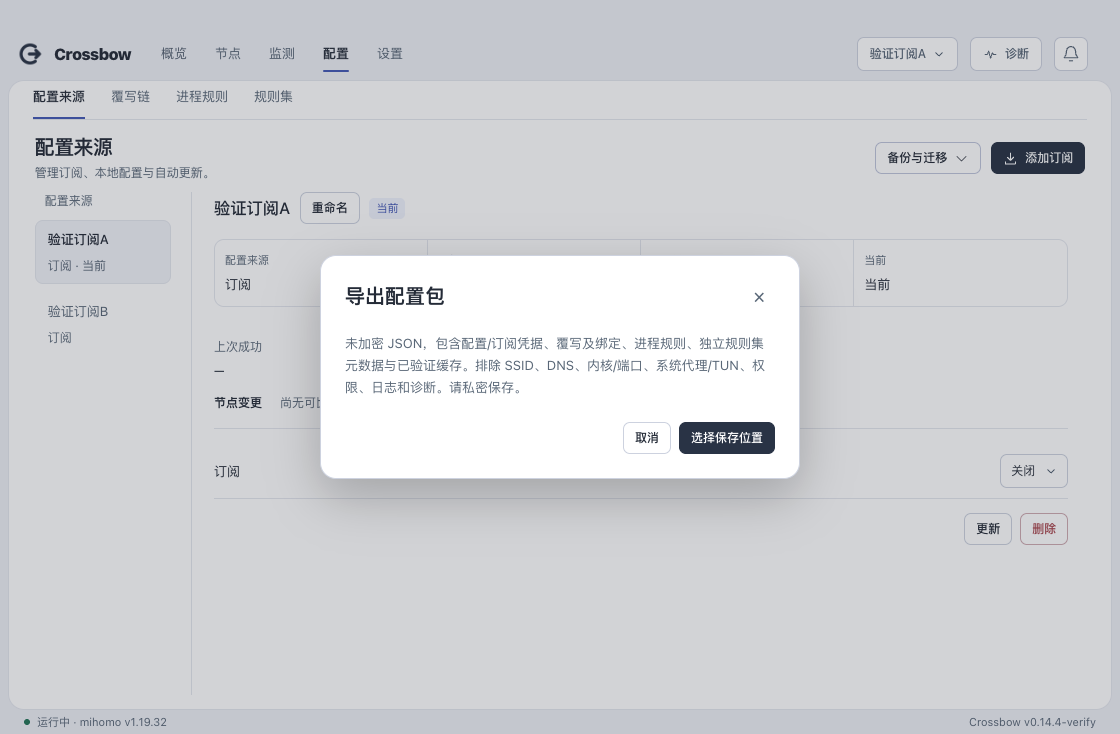 Crossbow 概览 节点 监测 配置 设置 验证订阅A 诊断
配置来源 覆写链 进程规则 规则集
配置来源
管理订阅、本地配置与自动更新。
备份与迁移 添加订阅
配置来源
验证订阅A
订阅 · 当前
验证订阅B
订阅
验证订阅A 重命名 当前
配置来源
订阅
当前
当前
上次成功
—
节点变更 尚无可
订阅 关闭
更新 删除
导出配置包
未加密 JSON，包含配置/订阅凭据、覆写及绑定、进程规则、独立规则集
元数据与已验证缓存。排除 SSID、DNS、内核/端口、系统代理/TUN、权
限、日志和诊断。请私密保存。
取消 选择保存位置
运行中 · mihomo v1.19.32
Crossbow v0.14.4-verify